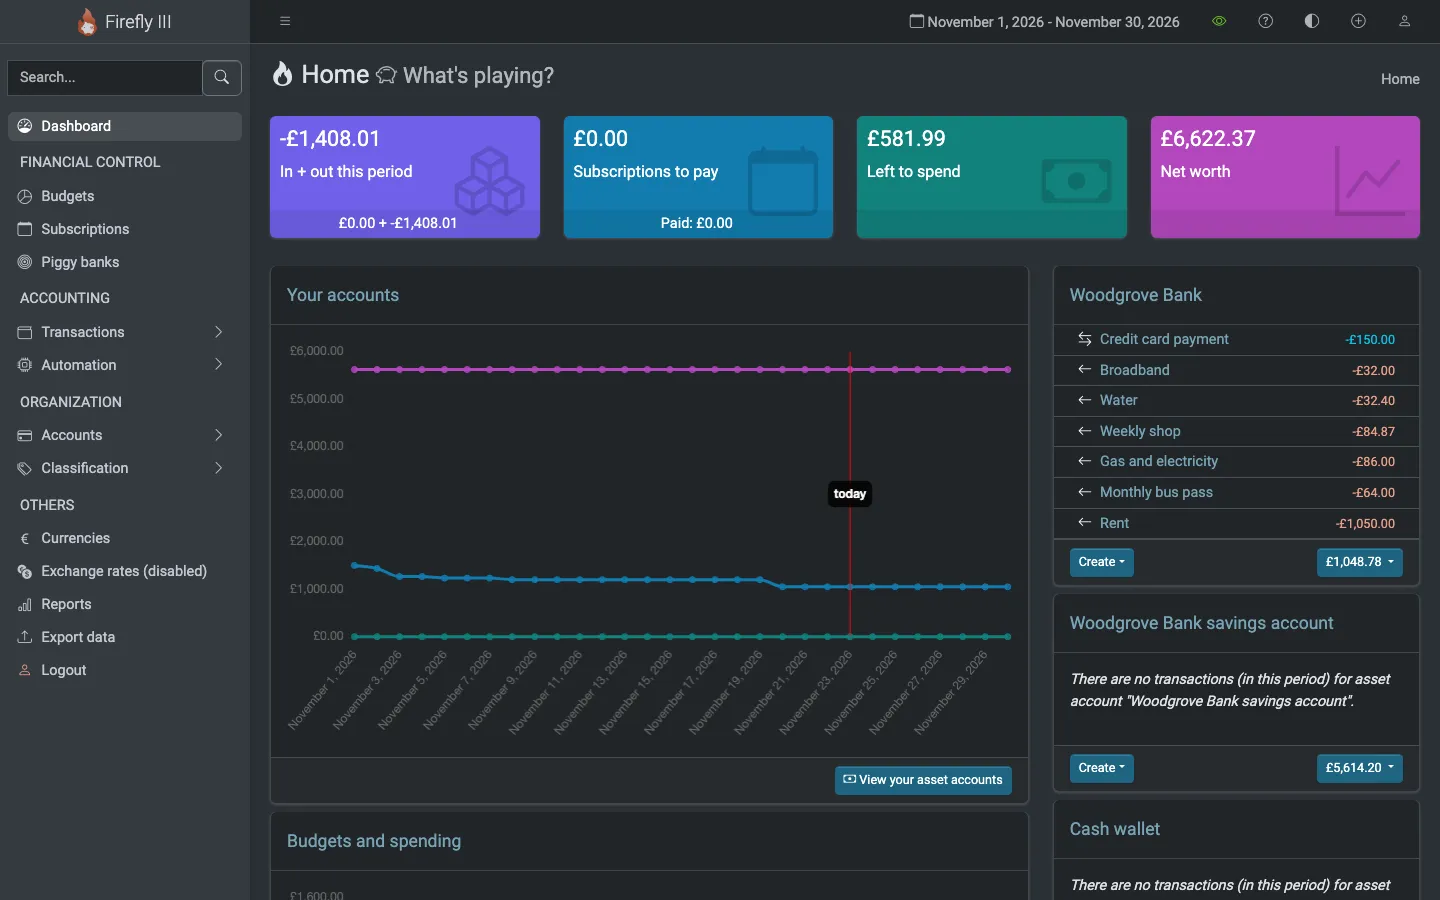 Firefly III
November 1, 2026 - November 30, 2026
Search...
Dashboard
FINANCIAL CONTROL
Budgets
Subscriptions
Piggy banks
ACCOUNTING
Transactions
Automation
ORGANIZATION
Accounts
Classification
OTHERS
Currencies
Exchange rates (disabled)
Reports
Export data
Logout
Home What's playing?
Home
-£1,408.01
In + out this period
£0.00 + -£1,408.01
£0.00
Subscriptions to pay
Paid: £0.00
£581.99
Left to spend
£6,622.37
Net worth
Your accounts
£6,000.00
£5,000.00
£4,000.00
£3,000.00
£2,000.00
£1,000.00
£0.00
today
November 1, 2026
November 3, 2026
November 5, 2026
November 7, 2026
November 9, 2026
November 11, 2026
November 13, 2026
November 15, 2026
November 17, 2026
November 19, 2026
November 21, 2026
November 23, 2026
November 25, 2026
November 27, 2026
November 29, 2026
View your asset accounts
Budgets and spending
£1,600.00
Woodgrove Bank
Credit card payment -£150.00
Broadband -£32.00
Water -£32.40
Weekly shop -£84.87
Gas and electricity -£86.00
Monthly bus pass -£64.00
Rent -£1,050.00
Create £1,048.78
Woodgrove Bank savings account
There are no transactions (in this period) for asset
account "Woodgrove Bank savings account".
Create £5,614.20
Cash wallet
There are no transactions (in this period) for asset